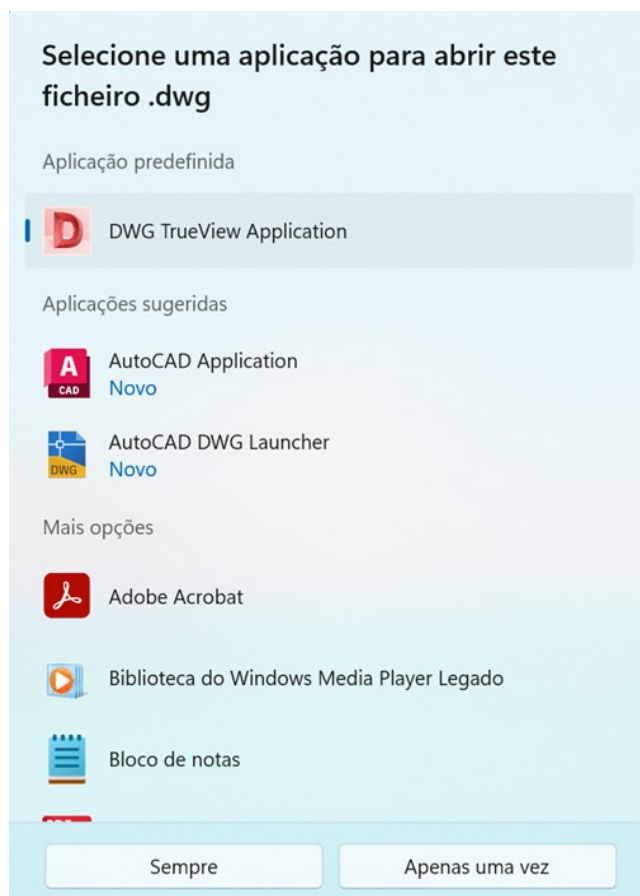 Selecione uma aplicação para abrir este
ficheiro .dwg
Aplicação predefinida
D
DWG TrueView Application
Aplicações sugeridas
A
CAD
AutoCAD Application
Novo
DWG
AutoCAD DWG Launcher
Novo
Mais opções
Adobe Acrobat
Biblioteca do Windows Media Player Legado
Bloco de notas
Sempre
Apenas uma vez